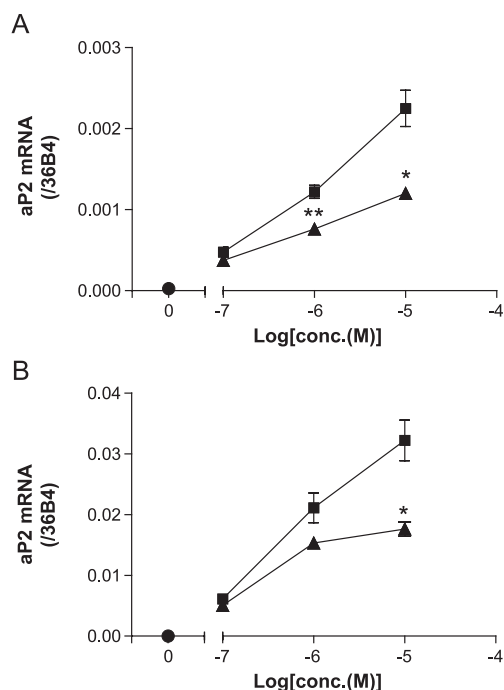 A
0.003
0.002
0.001
0.000
aP2 mRNA
(/36B4)
**
*
0 -7 -6 -5 -4
Log[conc.(M)]
B
0.04
0.03
0.02
0.01
0.00
aP2 mRNA
(/36B4)
*
0 -7 -6 -5 -4
Log[conc.(M)]